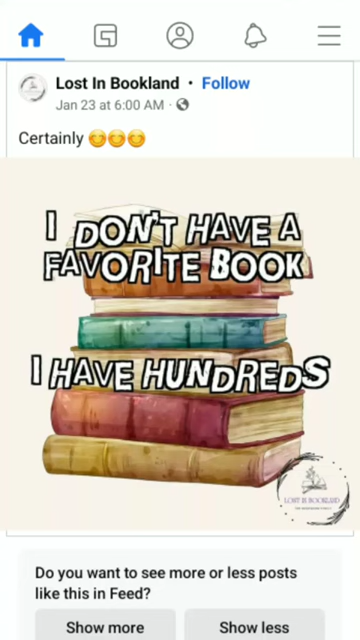 Lost In Bookland • Follow
Jan 23 at 6:00 AM ·
Certainly 😊😊😊
I DON'T HAVE A
FAVORITE BOOK
I HAVE HUNDREDS
LOST IN BOOKLAND
Do you want to see more or less posts
like this in Feed?
Show more
Show less